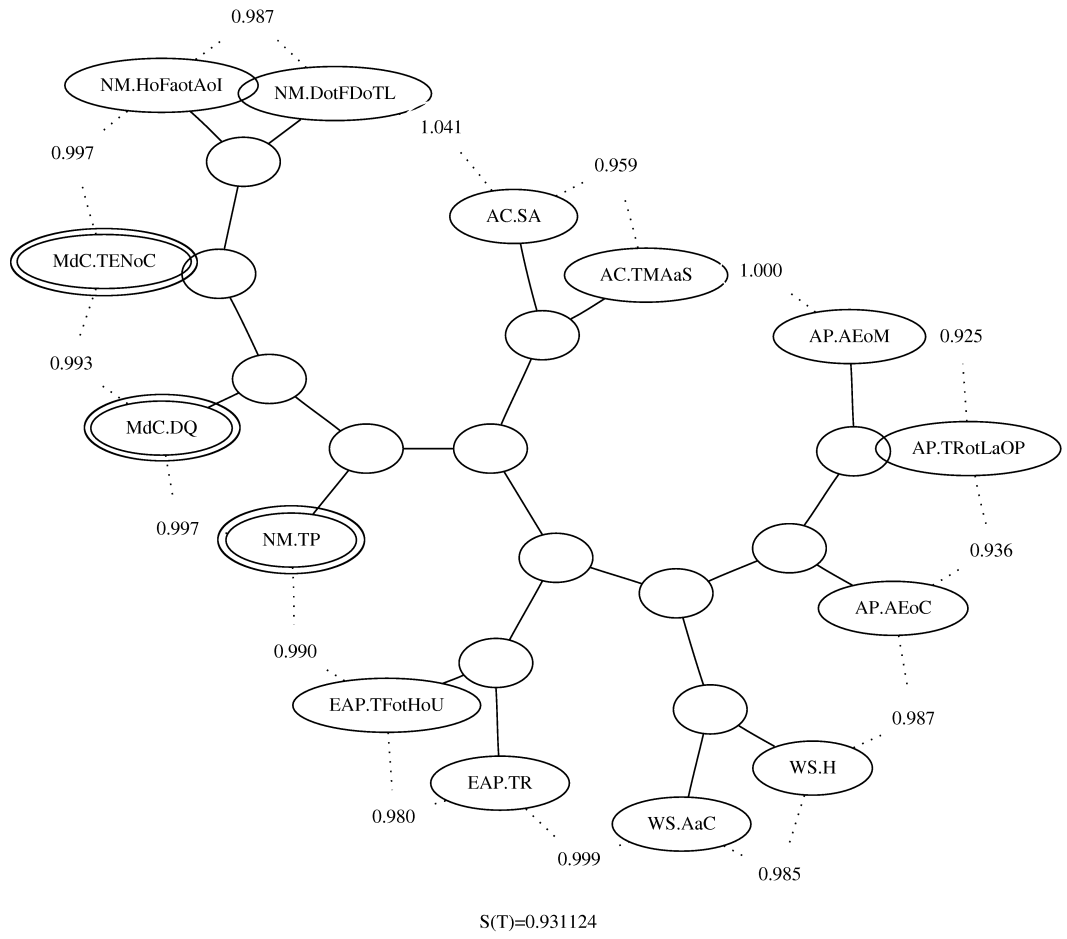 0.987
NM.HoFaotAoI
NM.DotFDoTL
1.041
0.997
0.959
AC.SA
MdC.TENoC
AC.TMAaS
1.000
AP.AEoM
0.925
0.993
MdC.DQ
AP.TRotLaOP
0.997
NM.TP
0.936
AP.AEoC
0.990
EAP.TFotHoU
0.987
WS.H
EAP.TR
0.980
WS.AaC
0.999
0.985
S(T)=0.931124